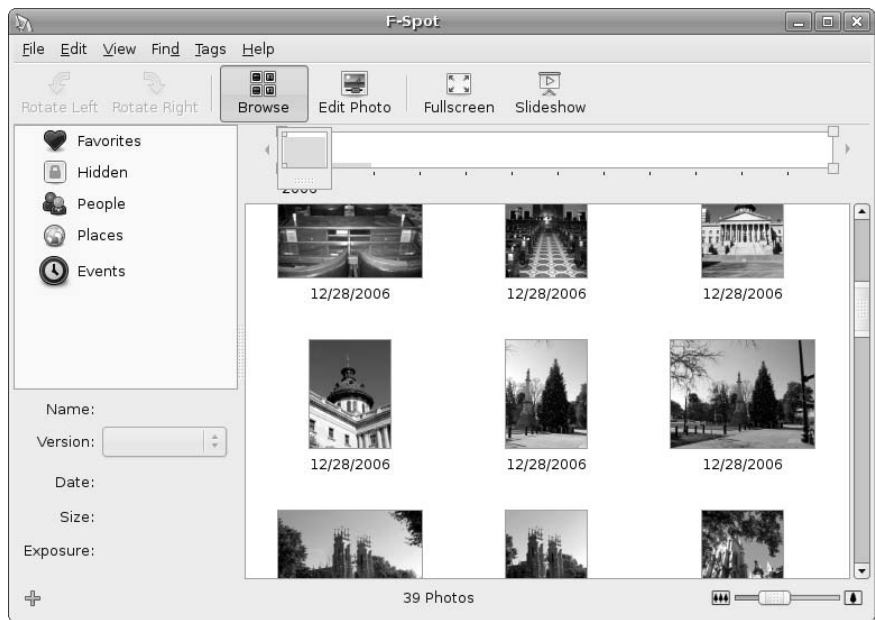 F-Spot
File Edit View Find Tags Help
Rotate Left Rotate Right Browse Edit Photo Fullscreen Slideshow
Favorites
Hidden
People
Places
Events
2006
12/28/2006 12/28/2006 12/28/2006
12/28/2006 12/28/2006 12/28/2006
Name:
Version:
Date:
Size:
Exposure:
39 Photos